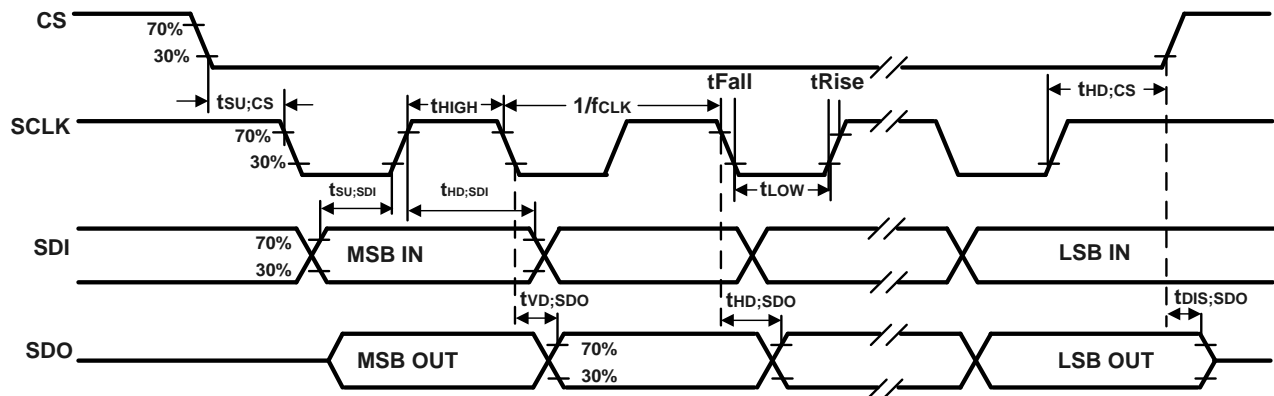 CS
70%
30%
tFall
tRise
tSU;CS
tHIGH
1/fCLK
tHD;CS
SCLK
70%
30%
tSU;SDI
tHD;SDI
tLOW
SDI
70%
30%
MSB IN
LSB IN
tVD;SDO
tHD;SDO
tDIS;SDO
SDO
MSB OUT
70%
30%
LSB OUT